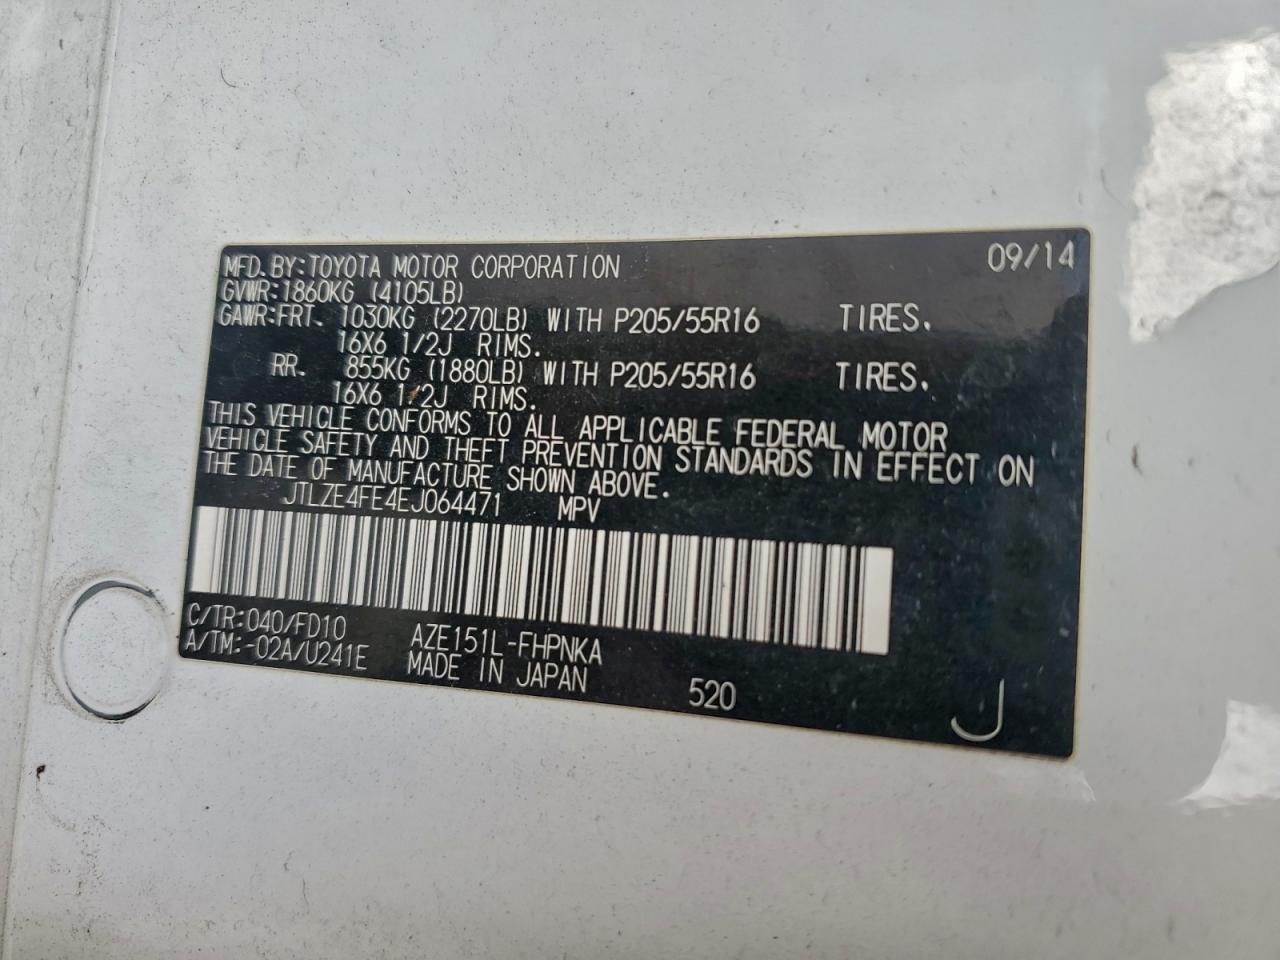 MFD.BY:TOYOTA MOTOR CORPORATION 09/14
GVWR:1860KG (4105LB)
GAWR:FRT. 1030KG (2270LB) WITH P205/55R16 TIRES.
16X6 1/2J RIMS.
RR. 855KG (1880LB) WITH P205/55R16 TIRES.
16X6 1/2J RIMS.
THIS VEHICLE CONFORMS TO ALL APPLICABLE FEDERAL MOTOR
VEHICLE SAFETY AND THEFT PREVENTION STANDARDS IN EFFECT ON
THE DATE OF MANUFACTURE SHOWN ABOVE.
JTLZE4FE4EJ064471 MPV
C/TR:040/FD10 AZE151L-FHPNKA
A/TM:-02A/U241E MADE IN JAPAN 520 J